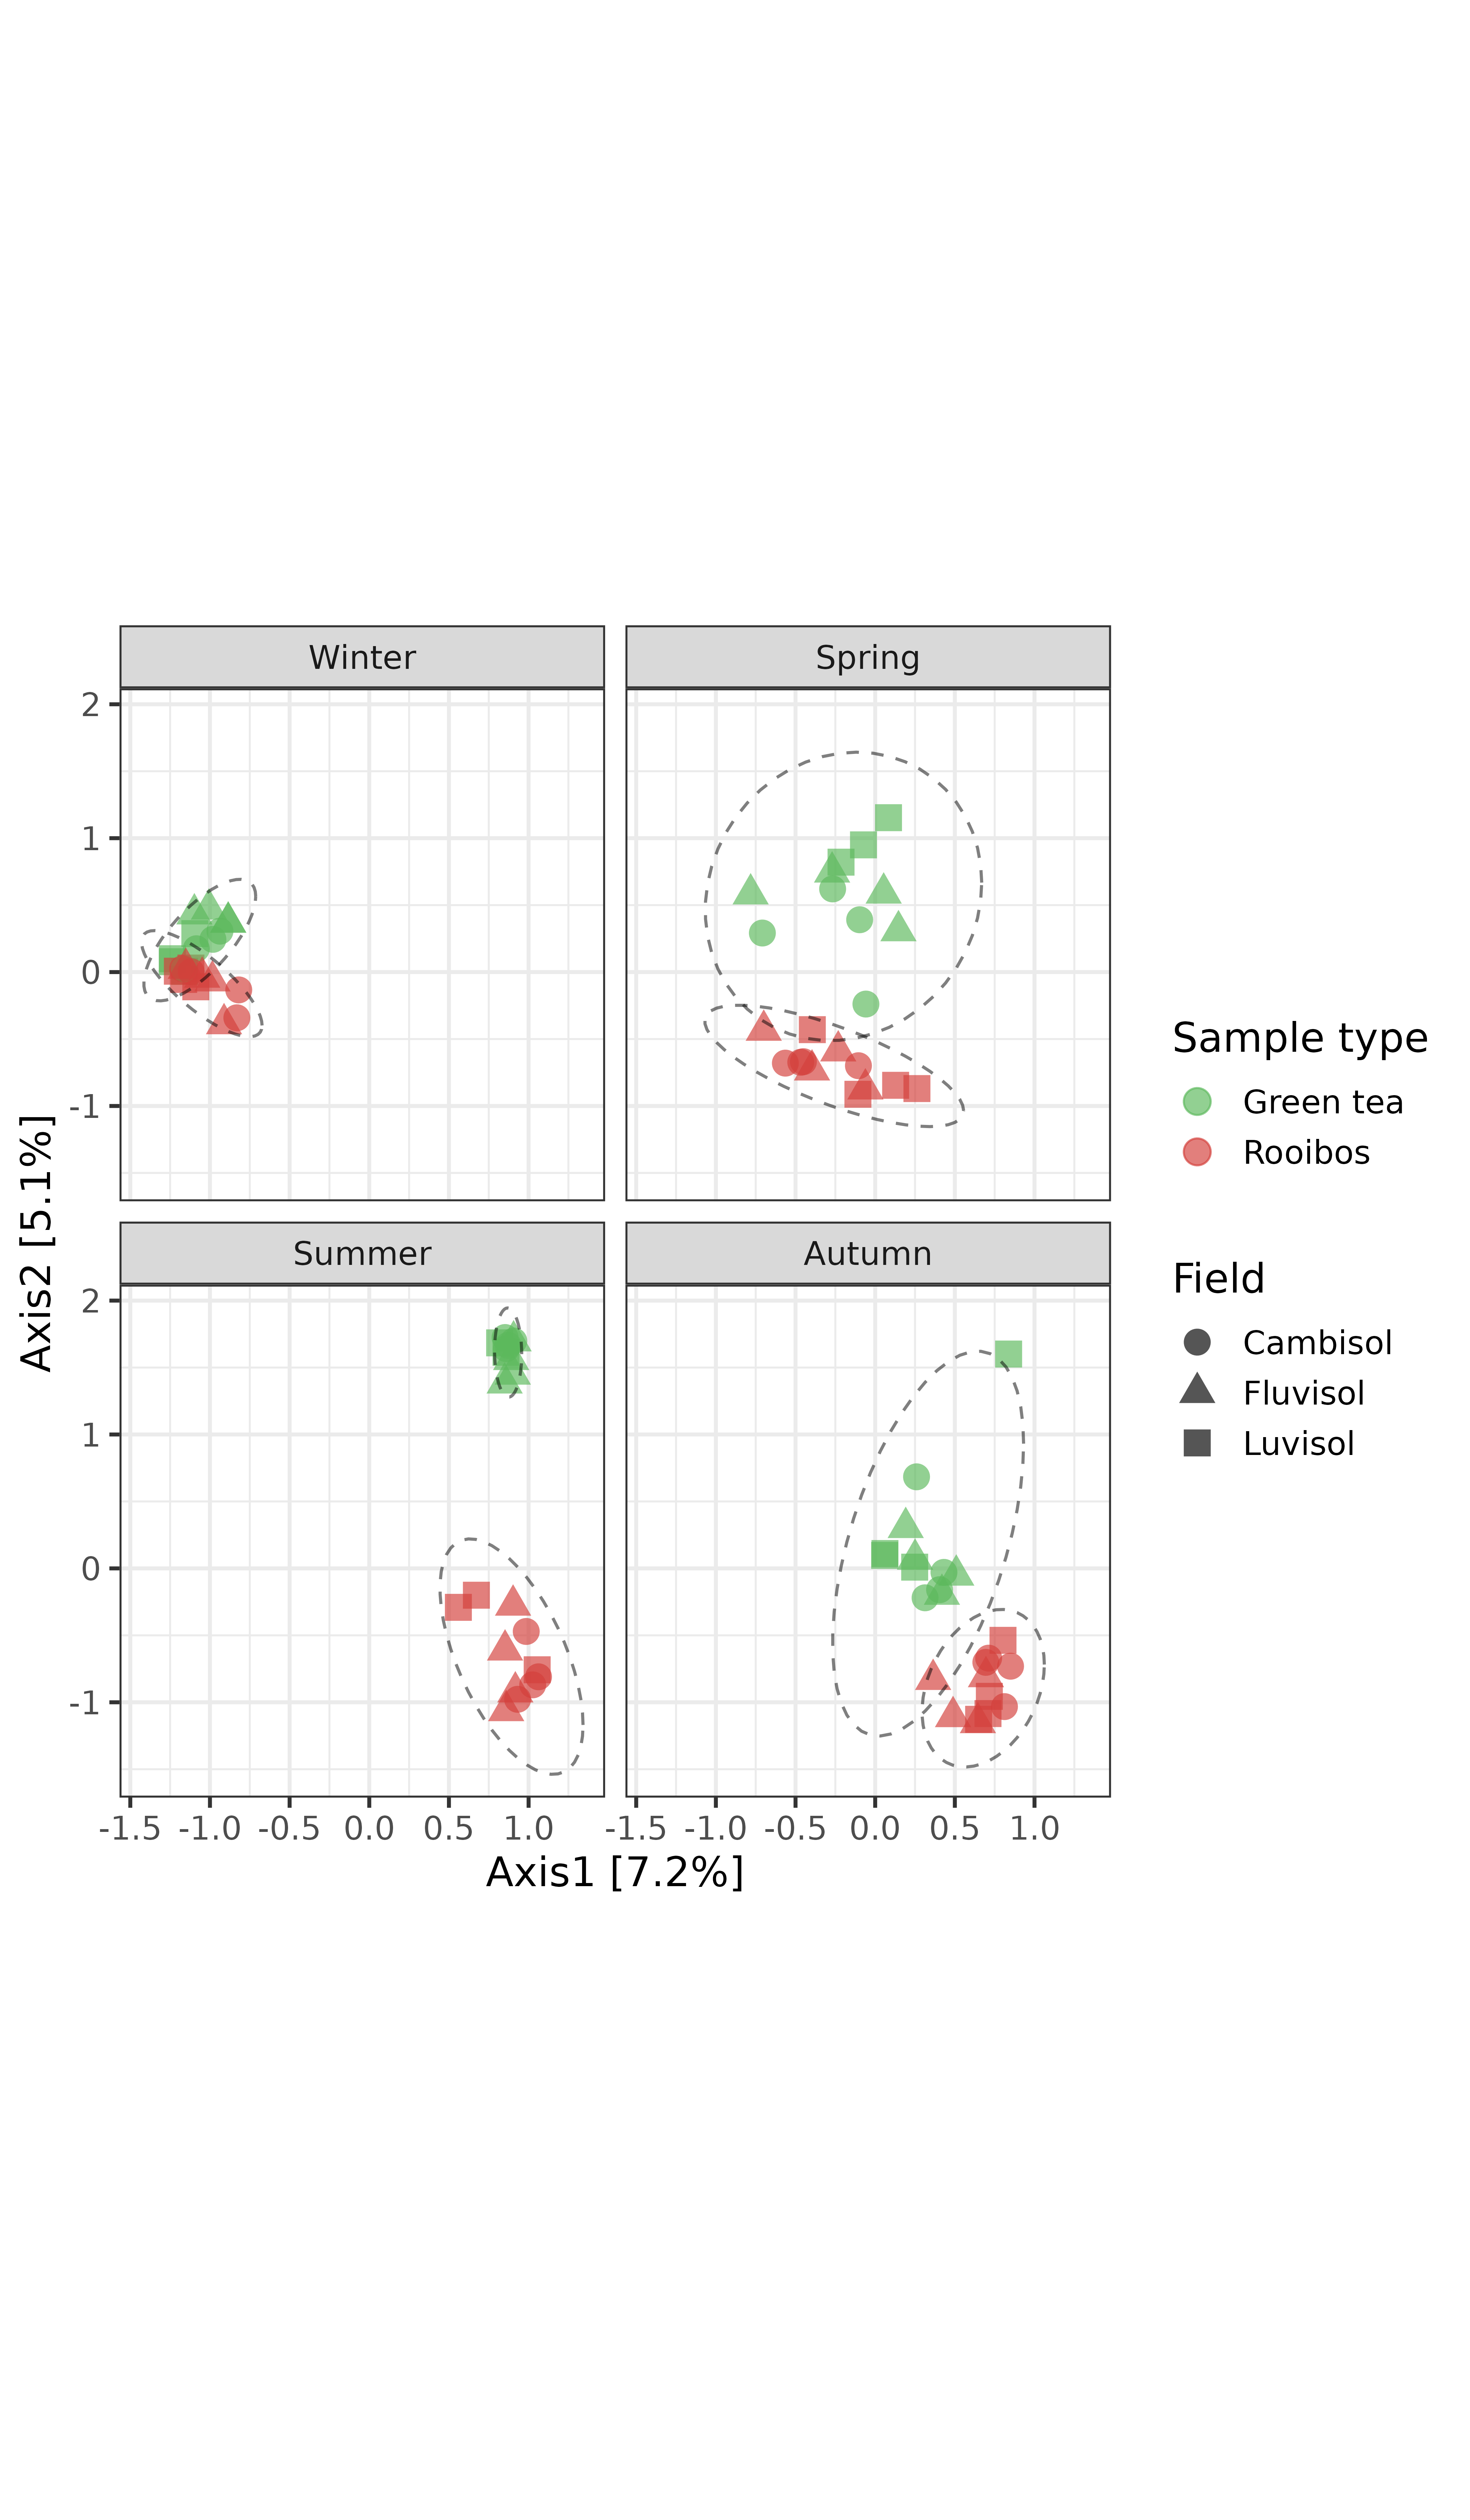 Winter
Spring
2
1
0
-1
Summer
Autumn
2
1
0
-1
-1.5 -1.0 -0.5 0.0 0.5 1.0
-1.5 -1.0 -0.5 0.0 0.5 1.0
Axis1 [7.2%]
Axis2 [5.1%]
Sample type
Green tea
Rooibos
Field
Cambisol
Fluvisol
Luvisol